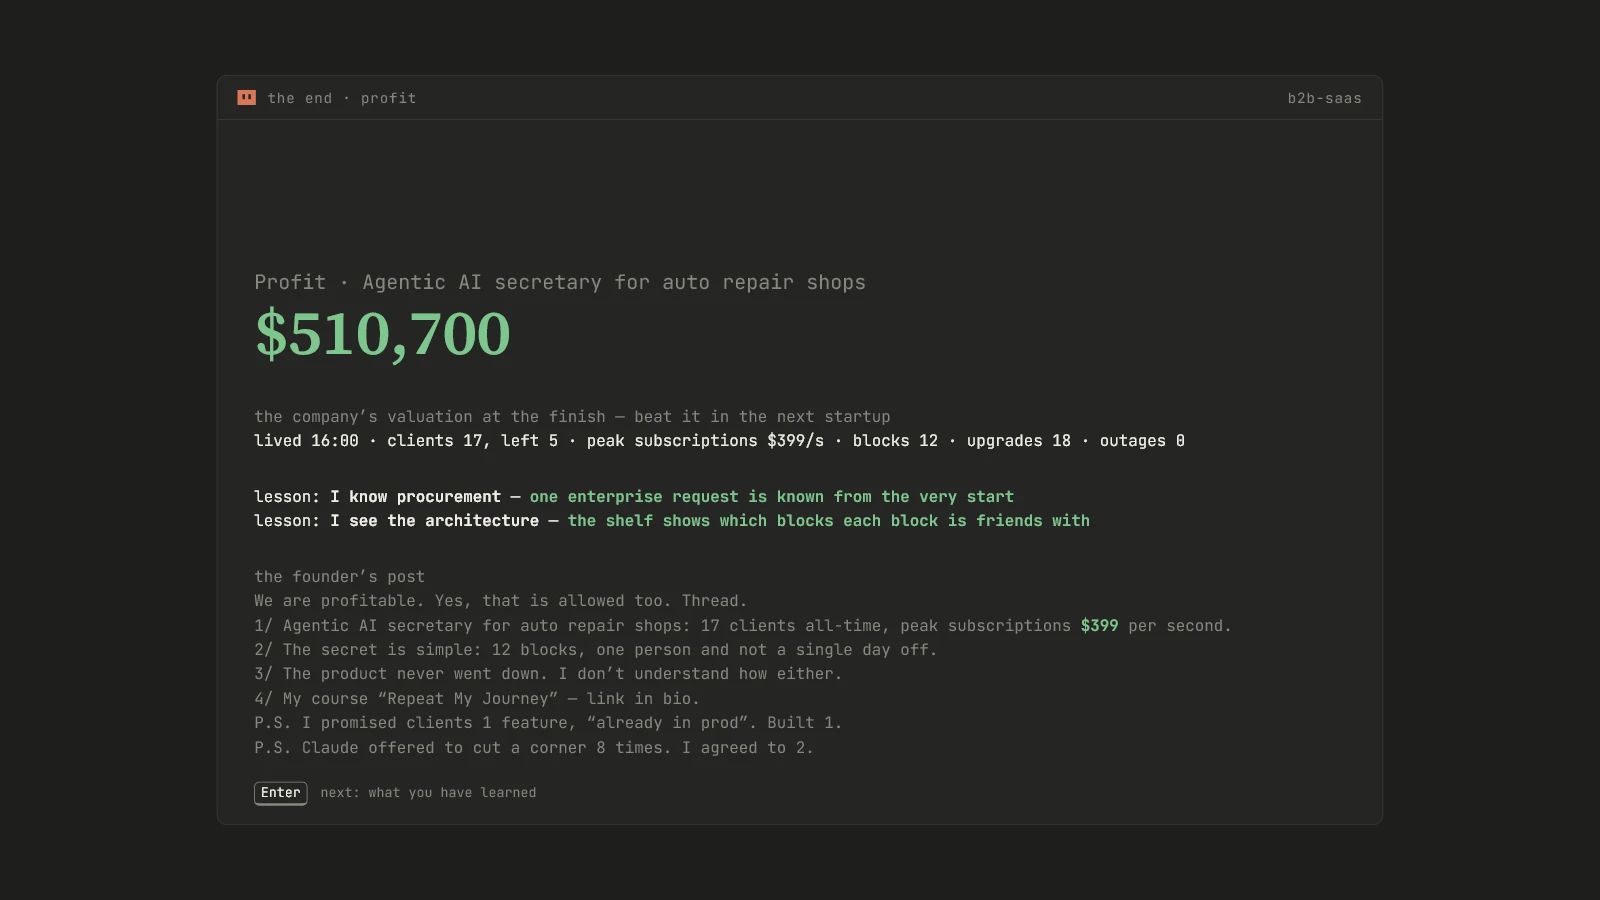 the end · profit
b2b-saas
Profit · Agentic AI secretary for auto repair shops
$510,700
the company’s valuation at the finish — beat it in the next startup
lived 16:00 · clients 17, left 5 · peak subscriptions $399/s · blocks 12 · upgrades 18 · outages 0
lesson: I know procurement — one enterprise request is known from the very start
lesson: I see the architecture — the shelf shows which blocks each block is friends with
the founder’s post
We are profitable. Yes, that is allowed too. Thread.
1/ Agentic AI secretary for auto repair shops: 17 clients all-time, peak subscriptions $399 per second.
2/ The secret is simple: 12 blocks, one person and not a single day off.
3/ The product never went down. I don’t understand how either.
4/ My course “Repeat My Journey” — link in bio.
P.S. I promised clients 1 feature, “already in prod”. Built 1.
P.S. Claude offered to cut a corner 8 times. I agreed to 2.
Enter next: what you have learned